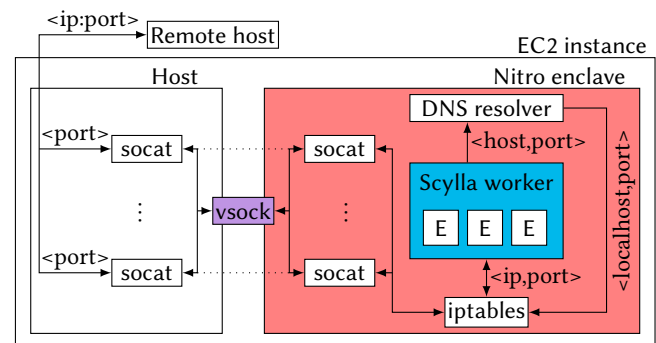 <ip:port>
Remote host
EC2 instance
Host
Nitro enclave
DNS resolver
<port>
socat
socat
<host,port>
Scylla worker
<localhost,port>
⋮
vsock
⋮
E E E
<port>
socat
socat
<ip,port>
iptables